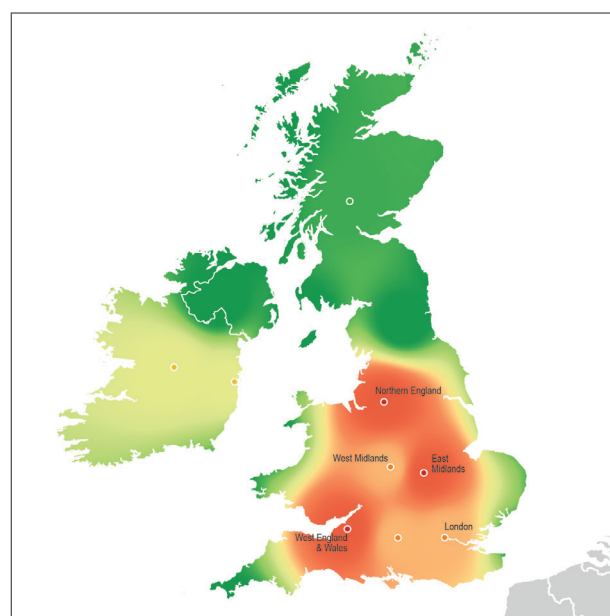 Northern England
West Midlands
East
Midlands
London
West England
& Wales